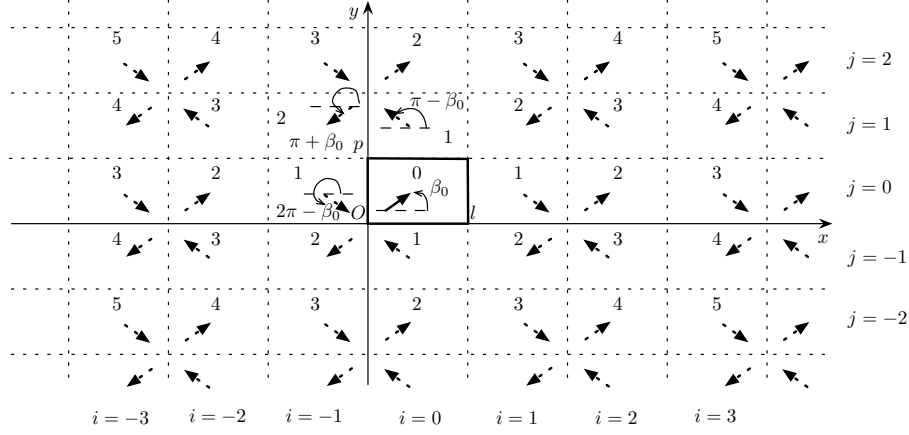 y
5 4 3 2 3 4 5 j = 2
4 3 2 π + β₀ p π − β₀ 1 2 3 4 j = 1
3 2 1 2π − β₀ O 0 β₀ l 1 2 3 j = 0
x
4 3 2 1 2 3 4 j = −1
5 4 3 2 3 4 5 j = −2
i = −3 i = −2 i = −1 i = 0 i = 1 i = 2 i = 3